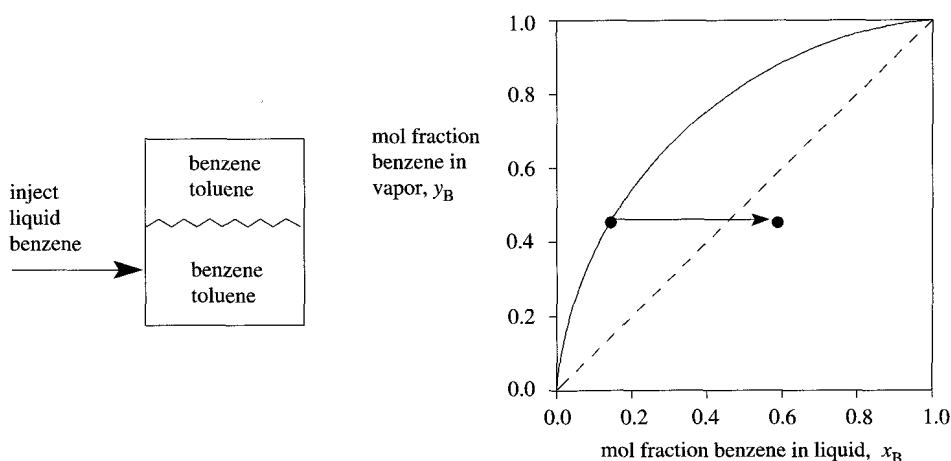 inject
liquid
benzene
benzene
toluene
benzene
toluene
mol fraction
benzene in
vapor, yB
1.0
0.8
0.6
0.4
0.2
0.0
0.0 0.2 0.4 0.6 0.8 1.0
mol fraction benzene in liquid, xB